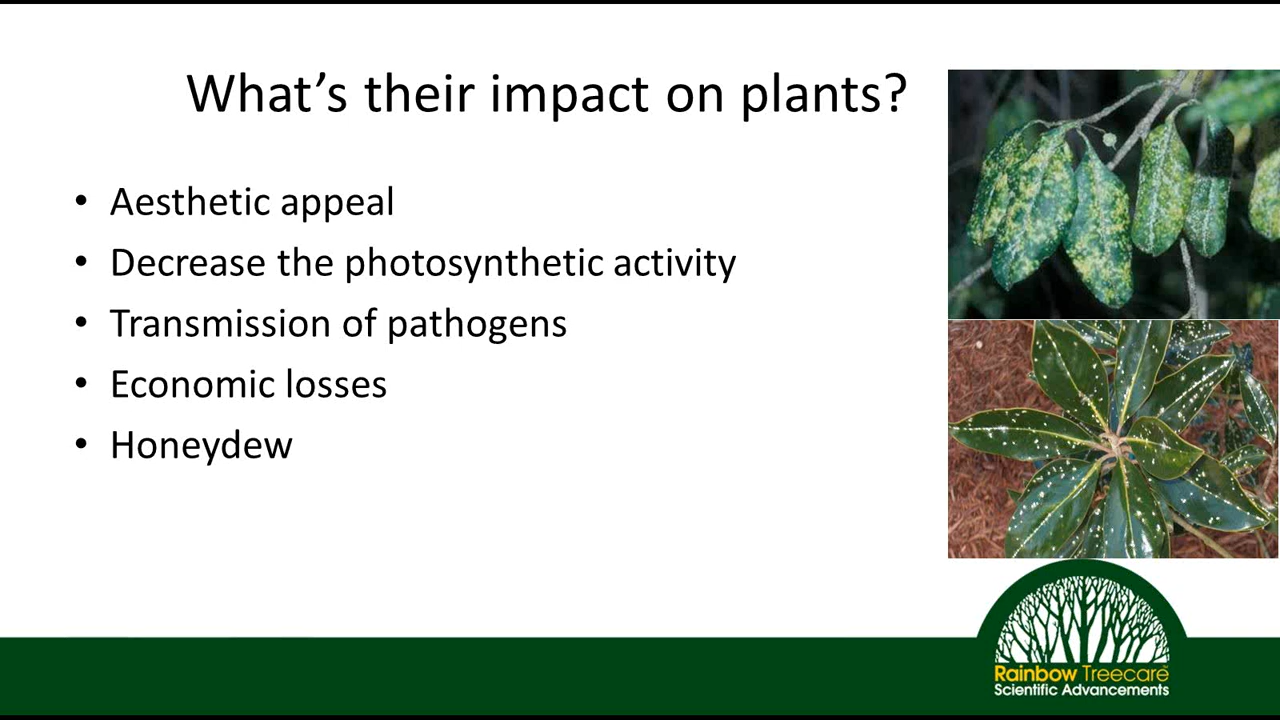 What’s their impact on plants?
• Aesthetic appeal
• Decrease the photosynthetic activity
• Transmission of pathogens
• Economic losses
• Honeydew
Rainbow Treecare
Scientific Advancements